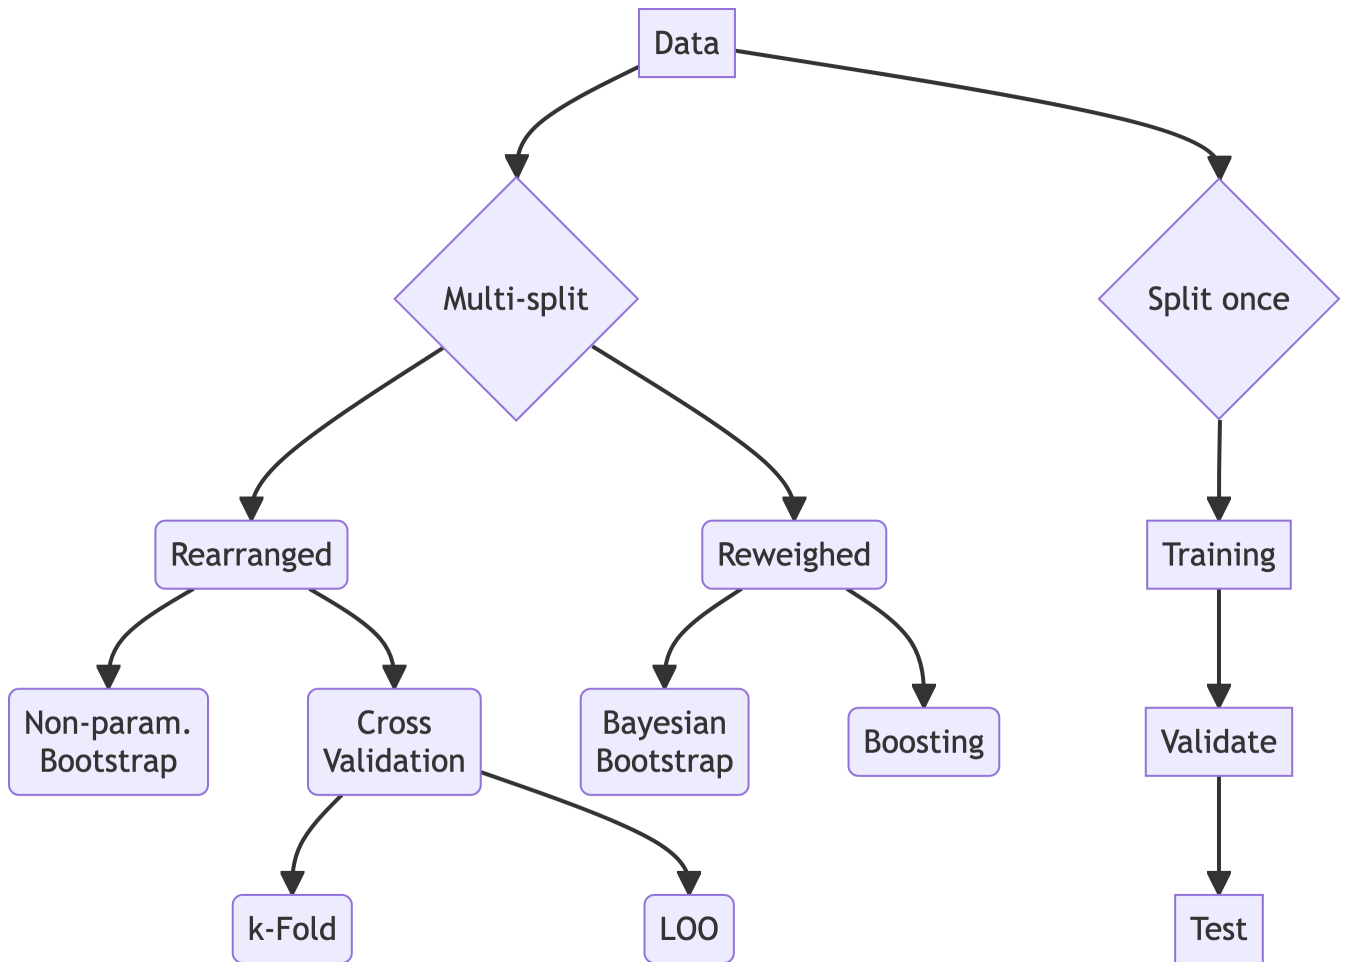 Data
Multi-split
Split once
Rearranged
Reweighed
Training
Non-param.
Bootstrap
Cross
Validation
Bayesian
Bootstrap
Boosting
Validate
k-Fold
LOO
Test